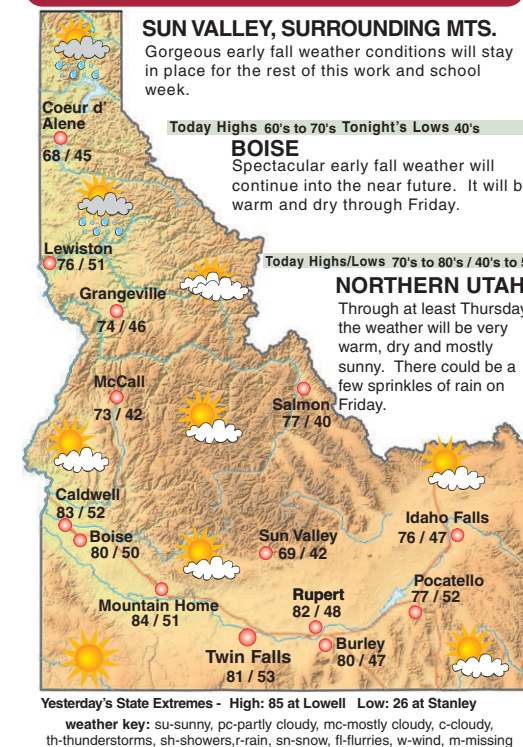 SUN VALLEY, SURROUNDING MTS.
Gorgeous early fall weather conditions will stay
in place for the rest of this work and school
week.
Today Highs 60's to 70's Tonight's Lows 40's
BOISE
Spectacular early fall weather will
continue into the near future. It will b
warm and dry through Friday.
Today Highs/Lows 70's to 80's / 40's to 5
NORTHERN UTAH
Through at least Thursday
the weather will be very
warm, dry and mostly
sunny. There could be a
few sprinkles of rain on
Friday.
Coeur d'
Alene
68 / 45
Lewiston
76 / 51
Grangeville
74 / 46
McCall
73 / 42
Salmon
77 / 40
Caldwell
83 / 52
Boise
80 / 50
Sun Valley
69 / 42
Idaho Falls
76 / 47
Pocatello
77 / 52
Mountain Home
84 / 51
Rupert
82 / 48
Burley
80 / 47
Twin Falls
81 / 53
Yesterday's State Extremes - High: 85 at Lowell Low: 26 at Stanley
weather key: su-sunny, pc-partly cloudy, mc-mostly cloudy, c-cloudy,
th-thunderstorms, sh-showers,r-rain, sn-snow, fl-flurries, w-wind, m-missing